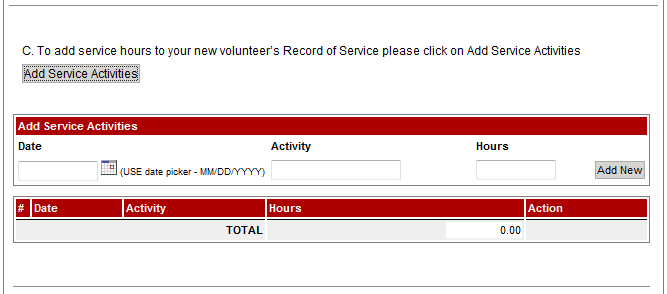 C. To add service hours to your new volunteer's Record of Service please click on Add Service Activities
Add Service Activities
Add Service Activities
Date Activity Hours
(USE date picker - MM/DD/YYYY) Add New
# Date Activity Hours Action
TOTAL 0.00